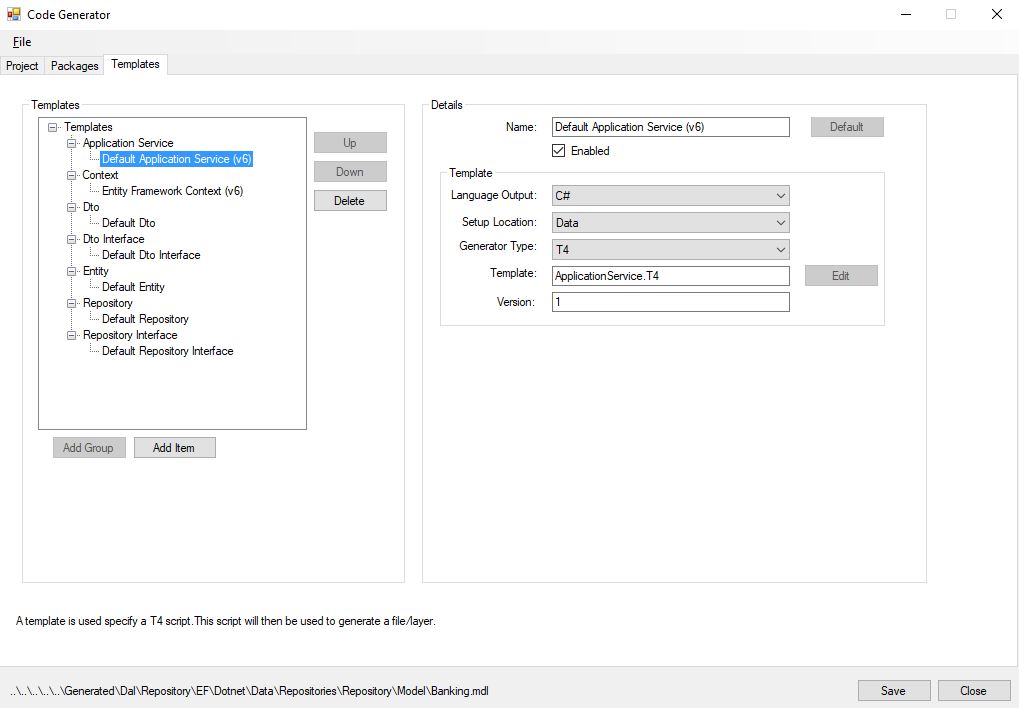 Code Generator
File
Project Packages Templates
Templates
Templates
Application Service
Default Application Service (v6)
Context
Entity Framework Context (v6)
Dto
Default Dto
Dto Interface
Default Dto Interface
Entity
Default Entity
Repository
Default Repository
Repository Interface
Default Repository Interface
Up
Down
Delete
Add Group Add Item
Details
Name: Default Application Service (v6) Default
Enabled
Template
Language Output: C#
Setup Location: Data
Generator Type: T4
Template: ApplicationService.T4 Edit
Version: 1
A template is used specify a T4 script.This script will then be used to generate a file/layer.
..\..\..\..\..\Generated\Dal\Repository\EF\Dotnet\Data\Repositories\Repository\Model\Banking.mdl
Save Close